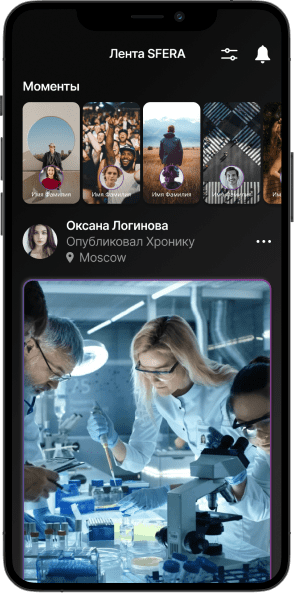 Лента SFERA
Моменты
Имя Фамилия
Имя Фамилия
Имя Фамилия
Имя Фамилия
Оксана Логинова
Опубликовал Хронику
Moscow